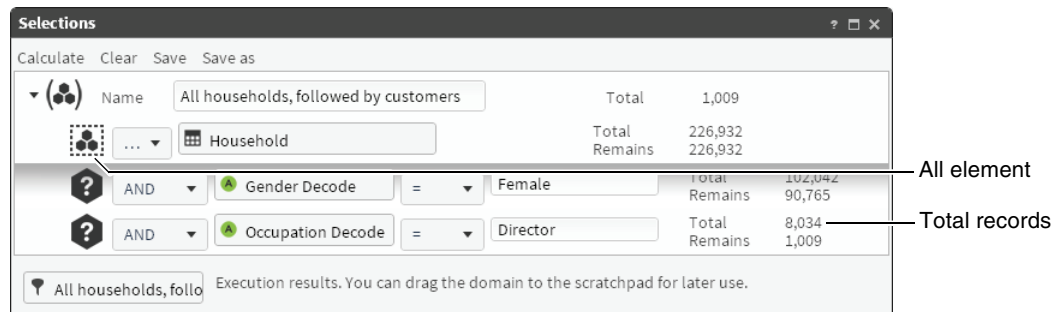 Selections ?
Calculate Clear Save Save as
Name All households, followed by customers Total 1,009
... Household Total 226,932
Remains 226,932
All element
? AND A Gender Decode = Female Total 102,042
Remains 90,765
? AND A Occupation Decode = Director Total 8,034 Total records
Remains 1,009
All households, follo Execution results. You can drag the domain to the scratchpad for later use.